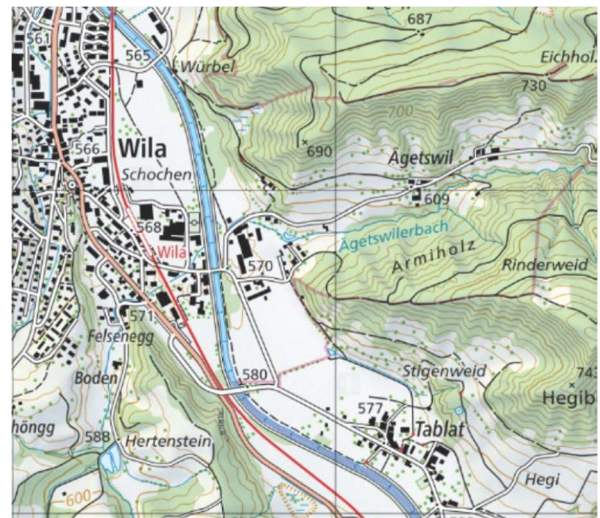 687
561
565
Eichhol.
Würbel
730
700
Wila
566
690
Ägetswil
Schochen
609
568
Ägetswilerbach
Wila
Armiholz
570
Rinderweid
571
Felsenegg
580
Stigenweid
Boden
Hegib
577
höngg
588
Tablat
Hertenstein
Hegi
600